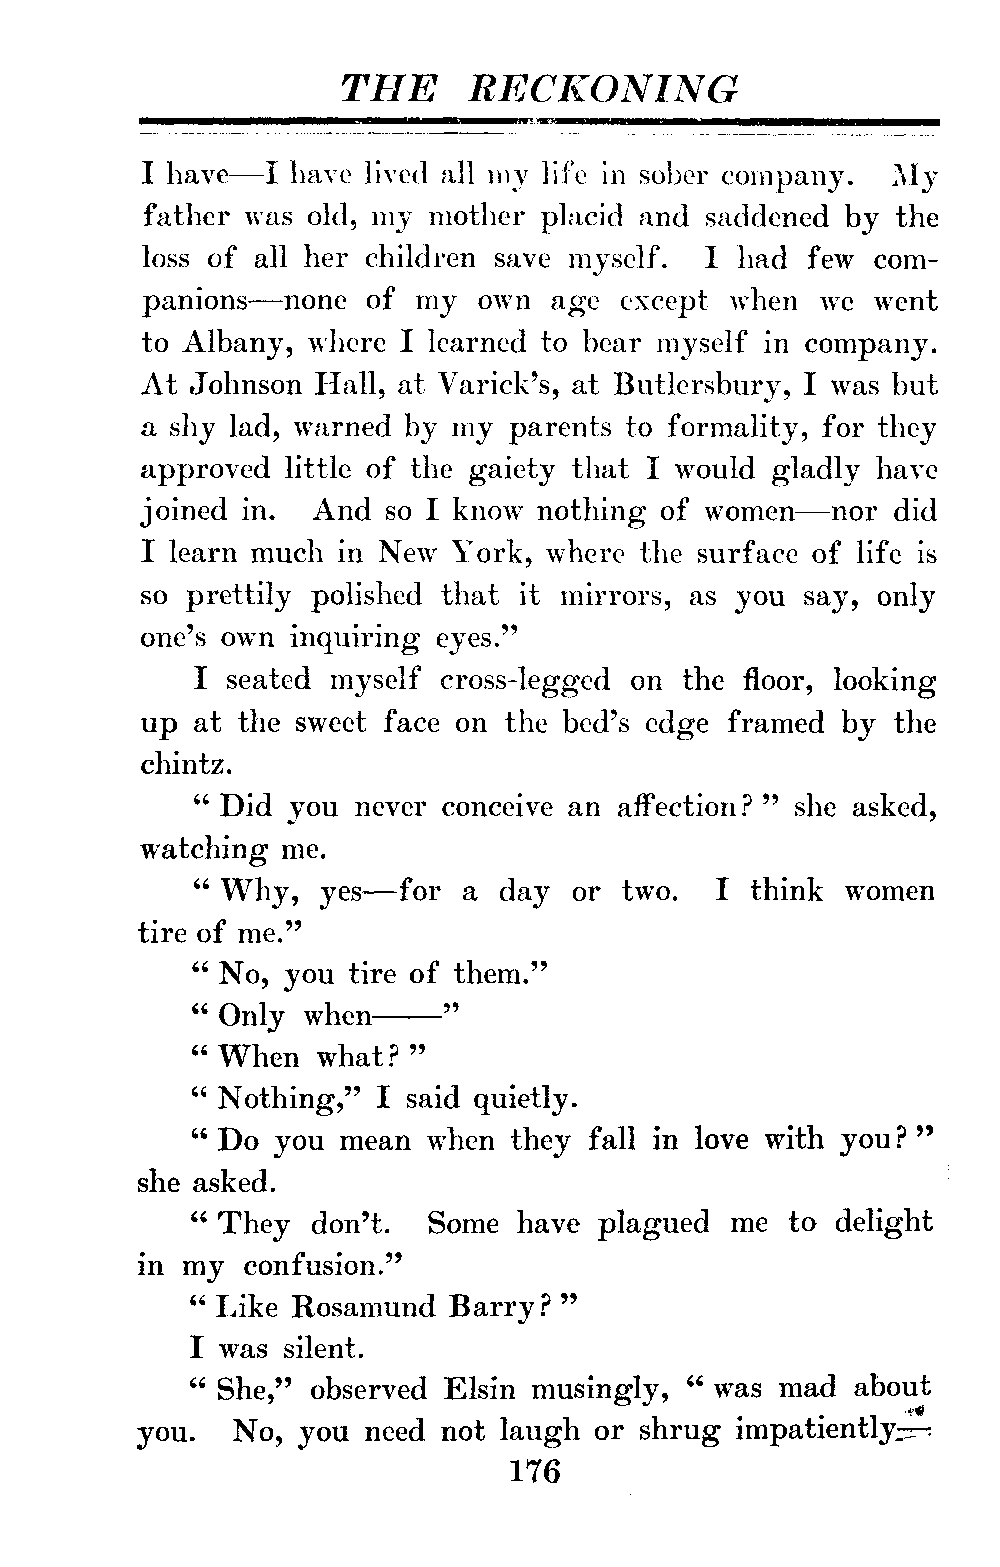 THE RECKONING
I have—I have lived all my life in sober company. My
father was old, my mother placid and saddened by the
loss of all her children save myself. I had few com-
panions—none of my own age except when we went
to Albany, where I learned to bear myself in company.
At Johnson Hall, at Varick's, at Butlersbury, I was but
a shy lad, warned by my parents to formality, for they
approved little of the gaiety that I would gladly have
joined in. And so I know nothing of women—nor did
I learn much in New York, where the surface of life is
so prettily polished that it mirrors, as you say, only
one's own inquiring eyes."
I seated myself cross-legged on the floor, looking
up at the sweet face on the bed's edge framed by the
chintz.
"Did you never conceive an affection?" she asked,
watching me.
"Why, yes—for a day or two. I think women
tire of me."
"No, you tire of them."
"Only when——"
"When what?"
"Nothing," I said quietly.
"Do you mean when they fall in love with you?"
she asked.
"They don't. Some have plagued me to delight
in my confusion."
"Like Rosamund Barry?"
I was silent.
"She," observed Elsin musingly, "was mad about
you. No, you need not laugh or shrug impatiently—
176